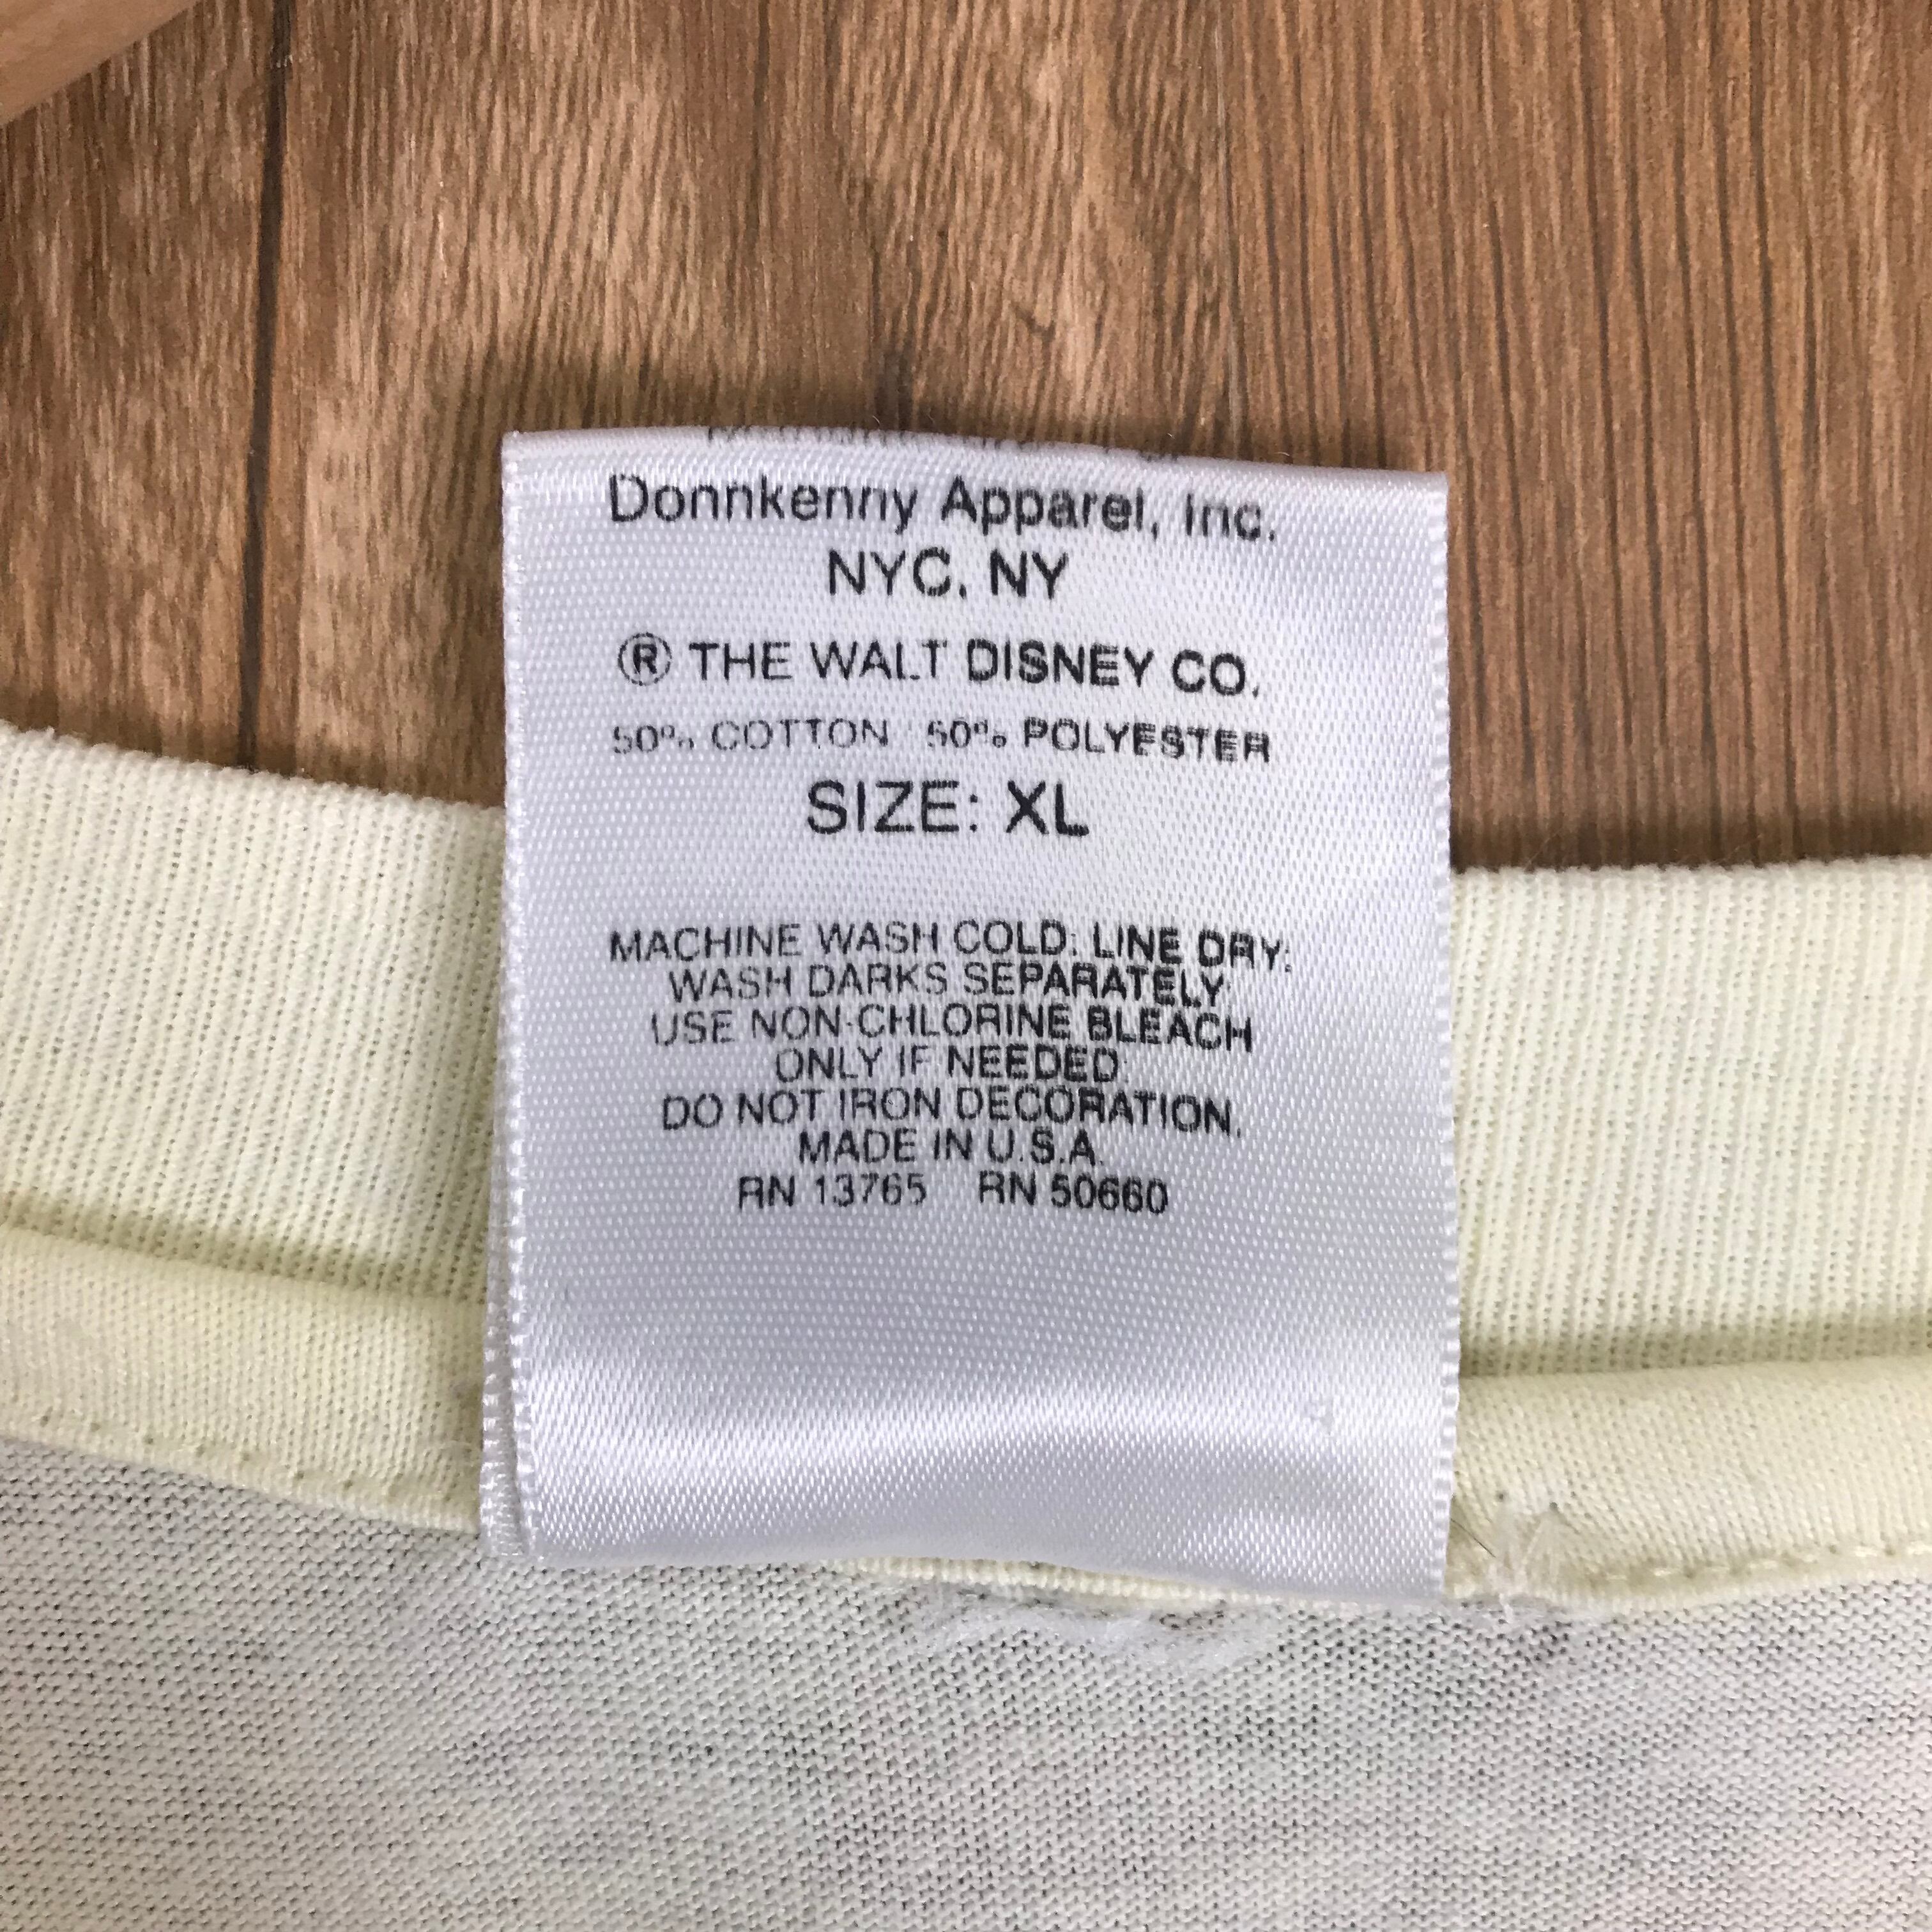 Donnkenny Apparel, Inc.
NYC, NY
® THE WALT DISNEY CO.
50% COTTON 50% POLYESTER
SIZE: XL
MACHINE WASH COLD; LINE DRY;
WASH DARKS SEPARATELY.
USE NON-CHLORINE BLEACH
ONLY IF NEEDED.
DO NOT IRON DECORATION.
MADE IN U.S.A.
RN 13765 RN 50660